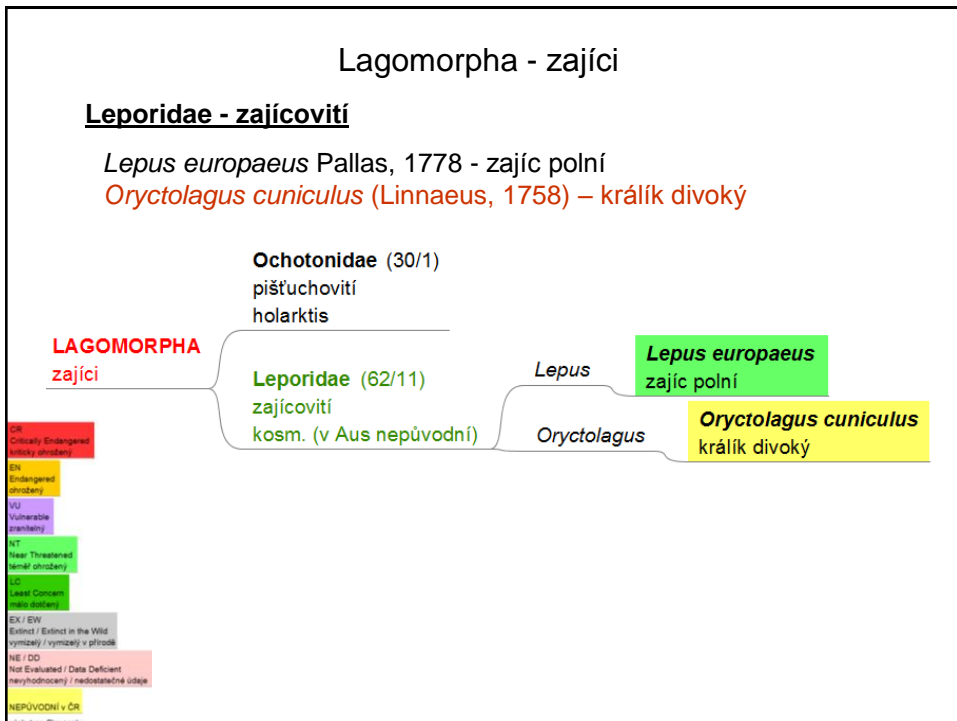 Lagomorpha - zajíci
Leporidae - zajícovití
Lepus europaeus Pallas, 1778 - zajíc polní
Oryctolagus cuniculus (Linnaeus, 1758) – králík divoký
Ochotonidae (30/1)
pišťuchovití
holarktis
LAGOMORPHA
zajíci
Leporidae (62/11)
zajícovití
kosm. (v Aus nepůvodní)
Lepus
Lepus europaeus
zajíc polní
Oryctolagus
Oryctolagus cuniculus
králík divoký
CR
Critically Endangered
kriticky ohrožený
EN
Endangered
ohrožený
VU
Vulnerable
zranitelný
NT
Near Threatened
téměř ohrožený
LC
Least Concern
málo dotčený
EX / EW
Extinct / Extinct in the Wild
vymizelý / vymizelý v přírodě
NE / DD
Not Evaluated / Data Deficient
nevyhodnocený / nedostatečné údaje
NEPŮVODNÍ v ČR